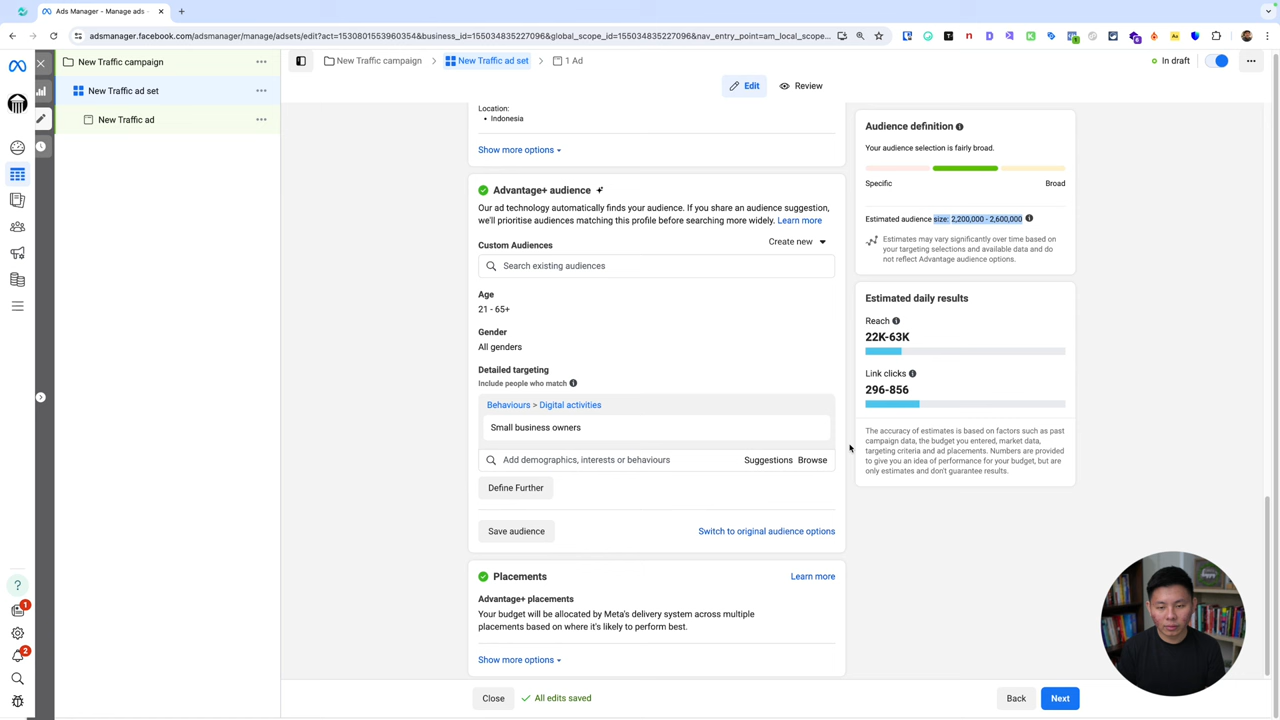 Ads Manager - Manage ads - 
adsmanager.facebook.com/adsmanager/manage/adsets/edit?act=1530801553960354&business_id=155034835227096&global_scope_id=155034835227096&nav_entry_point=am_local_scope...
New Traffic campaign
New Traffic ad set
New Traffic ad
New Traffic campaign
New Traffic ad set
1 Ad
In draft
Edit
Review
Location:
• Indonesia
Show more options
Advantage+ audience
Our ad technology automatically finds your audience. If you share an audience suggestion,
we'll prioritise audiences matching this profile before searching more widely. Learn more
Custom Audiences
Create new
Search existing audiences
Age
21 - 65+
Gender
All genders
Detailed targeting
Include people who match
Behaviours > Digital activities
Small business owners
Add demographics, interests or behaviours
Suggestions
Browse
Define Further
Save audience
Switch to original audience options
Placements
Learn more
Advantage+ placements
Your budget will be allocated by Meta's delivery system across multiple
placements based on where it's likely to perform best.
Show more options
Close
All edits saved
Back
Next
Audience definition
Your audience selection is fairly broad.
Specific
Broad
Estimated audience size: 2,200,000 - 2,600,000
Estimates may vary significantly over time based on
your targeting selections and available data and do
not reflect Advantage audience options.
Estimated daily results
Reach
22K-63K
Link clicks
296-856
The accuracy of estimates is based on factors such as past
campaign data, the budget you entered, market data,
targeting criteria and ad placements. Numbers are provided
to give you an idea of performance for your budget, but are
only estimates and don't guarantee results.
1
2